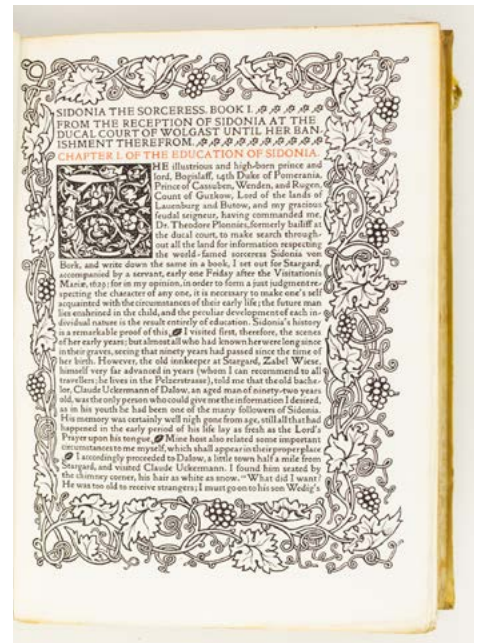 SIDONIA THE SORCERESS. BOOK I.
FROM THE RECEPTION OF SIDONIA AT THE
DUCAL COURT OF WOLGAST UNTIL HER BAN-
ISHMENT THEREFROM.
CHAPTER I. OF THE EDUCATION OF SIDONIA.
THE illustrious and high-born prince and
lord, Bogislaff, 14th Duke of Pomerania,
Prince of Cassuben, Wenden, and Rugen,
Count of Gutzkow, Lord of the lands of
Lauenburg and Butow, and my gracious
feudal seigneur, having commanded me,
Dr. Theodore Plonnies, formerly bailiff at
the ducal court, to make search through-
out all the land for information respecting
the world-famed sorceress Sidonia von
Bork, and write down the same in a book, I set out for Stargard,
accompanied by a servant, early one Friday after the Visitationis
Mariæ, 1629; for in my opinion, in order to form a just judgment re-
specting the character of any one, it is necessary to make one's self
acquainted with the circumstances of their early life; the future man
lies enshrined in the child, and the peculiar development of each in-
dividual nature is the result entirely of education. Sidonia's history
is a remarkable proof of this. I visited first, therefore, the scenes
of her early years; but almost all who had known her were long since
in their graves, seeing that ninety years had passed since the time of
her birth. However, the old innkeeper at Stargard, Zabel Wiese,
himself very far advanced in years (whom I can recommend to all
travellers; he lives in the Pelzerstrasse), told me that the old bache-
lor, Claude Uckermann of Dalow, an aged man of ninety-two years
old, was the only person who could give me the information I desired,
as in his youth he had been one of the many followers of Sidonia.
His memory was certainly well nigh gone from age, still all that had
happened in the early period of his life lay as fresh as the Lord's
Prayer upon his tongue. Mine host also related some important
circumstances to me myself, which shall appear in their proper place
I accordingly proceeded to Dalow, a little town half a mile from
Stargard, and visited Claude Uckermann. I found him seated by
the chimney corner, his hair as white as snow. "What did I want?
He was too old to receive strangers; I must go on to his son Wedig's